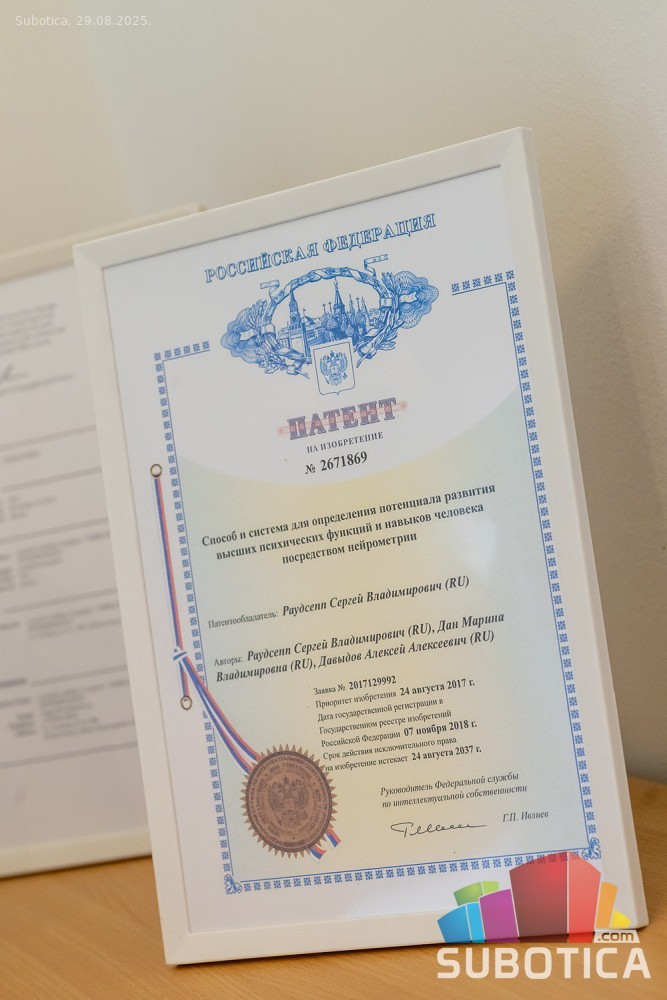 Subotica, 29.08.2025.
РОССИЙСКАЯ ФЕДЕРАЦИЯ
ПАТЕНТ
НА ИЗОБРЕТЕНИЕ
№ 2671869
Способ и система для определения потенциала развития
высших психических функций и навыков человека
посредством нейрометрии
Патентообладатель: Раудсепп Сергей Владимирович (RU)
Авторы: Раудсепп Сергей Владимирович (RU), Дан Марина
Владимировна (RU), Давыдов Алексей Алексеевич (RU)
Заявка № 2017129992
Приоритет изобретения 24 августа 2017 г.
Дата государственной регистрации в
Государственном реестре изобретений
Российской Федерации 07 ноября 2018 г.
Срок действия исключительного права
на изобретение истекает 24 августа 2037 г.
Руководитель Федеральной службы
по интеллектуальной собственности
Г.П. Ивлиев
.com
SUBOTICA